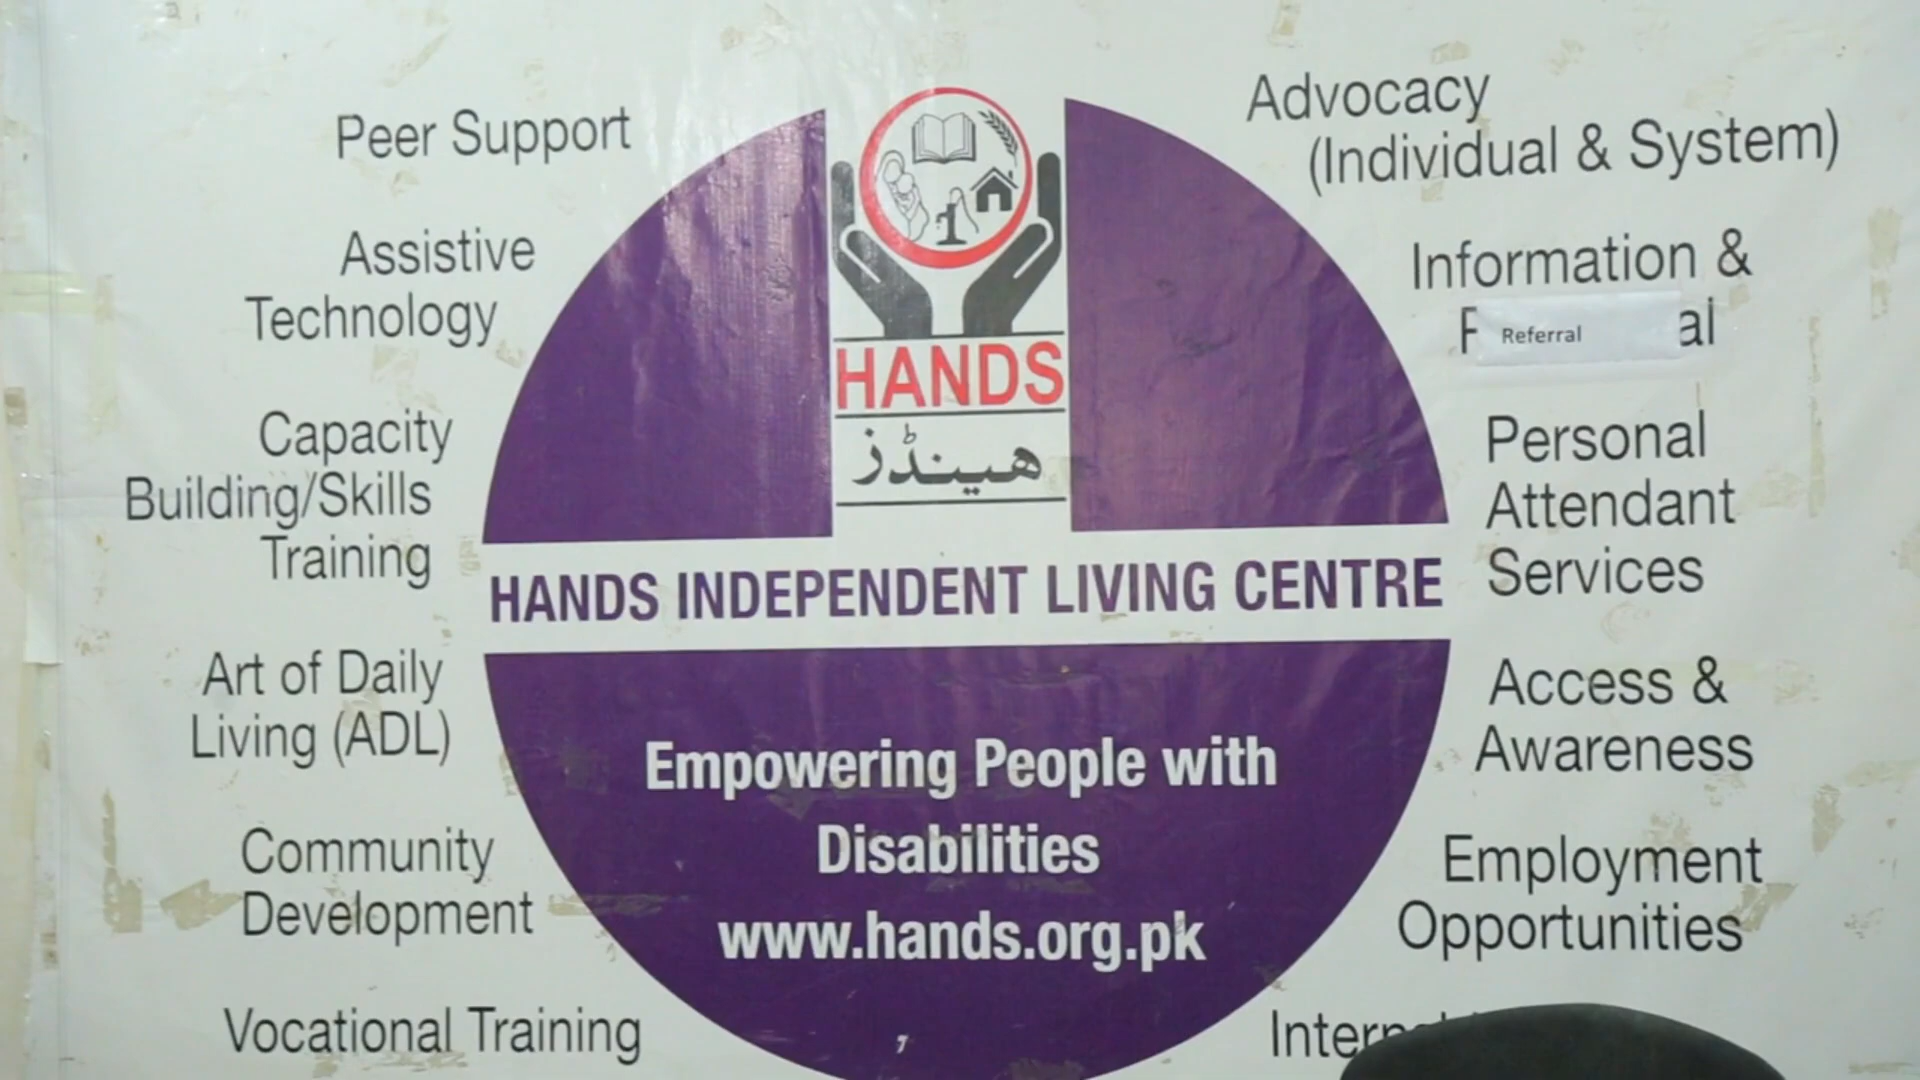 Peer Support
Assistive
Technology
Capacity
Building/Skills
Training
Art of Daily
Living (ADL)
Community
Development
Vocational Training
HANDS
ھینڈز
HANDS INDEPENDENT LIVING CENTRE
Empowering People with
Disabilities
www.hands.org.pk
Advocacy
(Individual & System)
Information &
Referral
Personal
Attendant
Services
Access &
Awareness
Employment
Opportunities